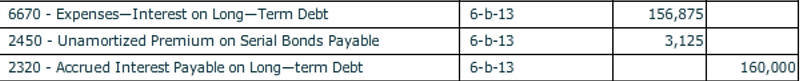 6670 - Expenses—Interest on Long—Term Debt 6-b-13 156,875
2450 - Unamortized Premium on Serial Bonds Payable 6-b-13 3,125
2320 - Accrued Interest Payable on Long—term Debt 6-b-13 160,000